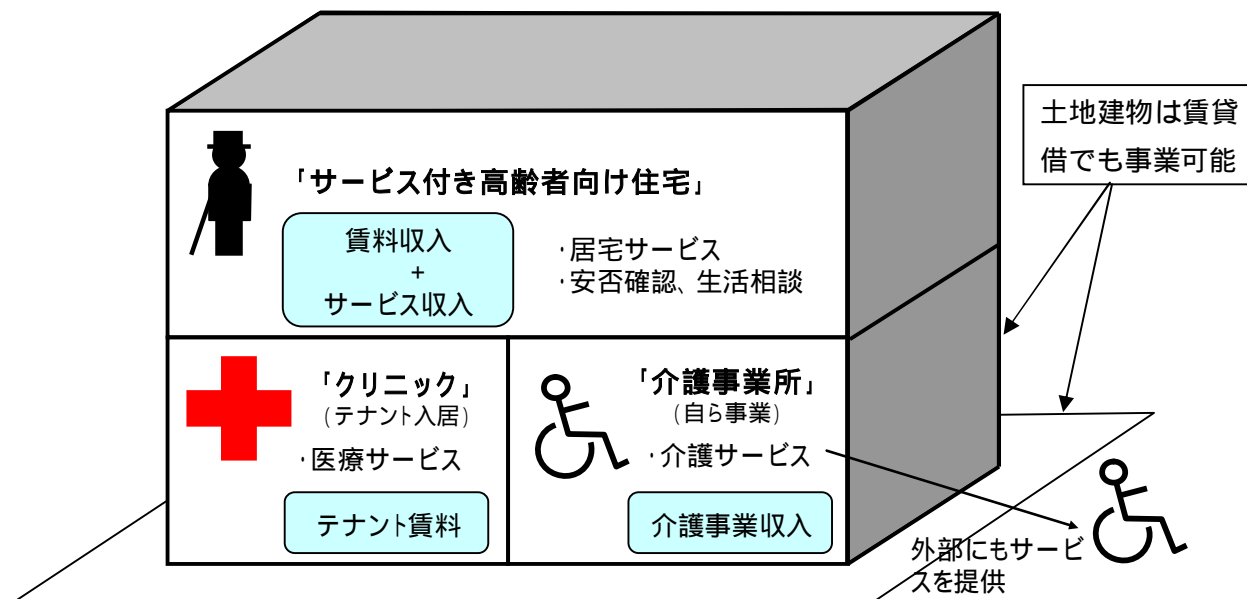 土地建物は賃貸
借でも事業可能
「サービス付き高齢者向け住宅」
賃料収入
+
サービス収入
・居宅サービス
・安否確認、生活相談
「クリニック」
(テナント入居)
・医療サービス
テナント賃料
「介護事業所」
(自ら事業)
・介護サービス
介護事業収入
外部にもサービ
スを提供